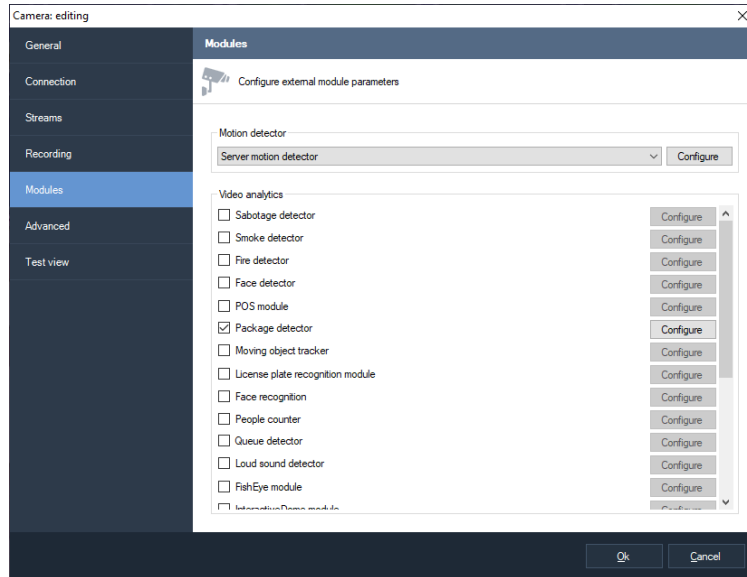 Camera: editing
General
Connection
Streams
Recording
Modules
Advanced
Test view
Modules
Configure external module parameters
Motion detector
Server motion detector Configure
Video analytics
Sabotage detector Configure
Smoke detector Configure
Fire detector Configure
Face detector Configure
POS module Configure
Package detector Configure
Moving object tracker Configure
License plate recognition module Configure
Face recognition Configure
People counter Configure
Queue detector Configure
Loud sound detector Configure
FishEye module Configure
Ok Cancel